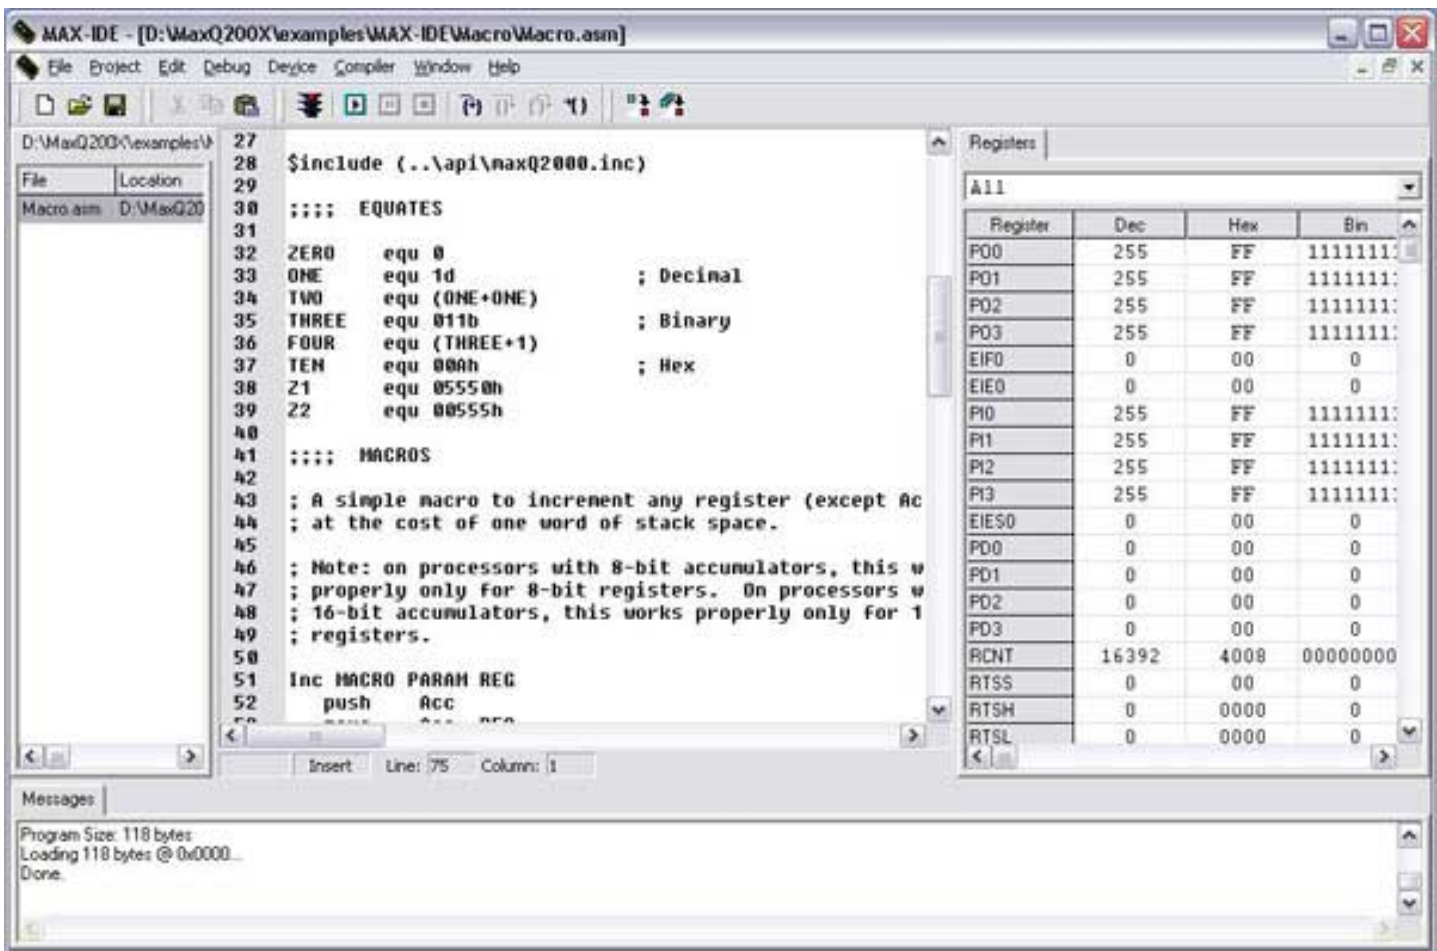 MAX-IDE - [D:\MaxQ200X\examples\MAX-IDE\Macro\Macro.asm]
File Project Edit Debug Device Compiler Window Help
D:\MaxQ200X\examples\
File Location
Macro.asm D:\MaxQ20
27
28 $include (..\api\maxQ2000.inc)
29
30 ;;;; EQUATES
31
32 ZERO equ 0
33 ONE equ 1d ; Decimal
34 TWO equ (ONE+ONE)
35 THREE equ 011b ; Binary
36 FOUR equ (THREE+1)
37 TEN equ 00Ah ; Hex
38 Z1 equ 05550h
39 Z2 equ 00555h
40
41 ;;;; MACROS
42
43 ; A simple macro to increment any register (except Ac
44 ; at the cost of one word of stack space.
45
46 ; Note: on processors with 8-bit accumulators, this w
47 ; properly only for 8-bit registers. On processors w
48 ; 16-bit accumulators, this works properly only for 1
49 ; registers.
50
51 Inc MACRO PARAM REG
52 push Acc
Insert Line: 75 Column: 1
Registers
All
Register Dec Hex Bin
PO0 255 FF 11111111
PO1 255 FF 11111111
PO2 255 FF 11111111
PO3 255 FF 11111111
EIF0 0 00 0
EIE0 0 00 0
PI0 255 FF 11111111
PI1 255 FF 11111111
PI2 255 FF 11111111
PI3 255 FF 11111111
EIES0 0 00 0
PD0 0 00 0
PD1 0 00 0
PD2 0 00 0
PD3 0 00 0
RCNT 16392 4008 00000000
RTSS 0 00 0
RTSH 0 0000 0
RTSL 0 0000 0
Messages
Program Size: 118 bytes
Loading 118 bytes @ 0x0000...
Done.